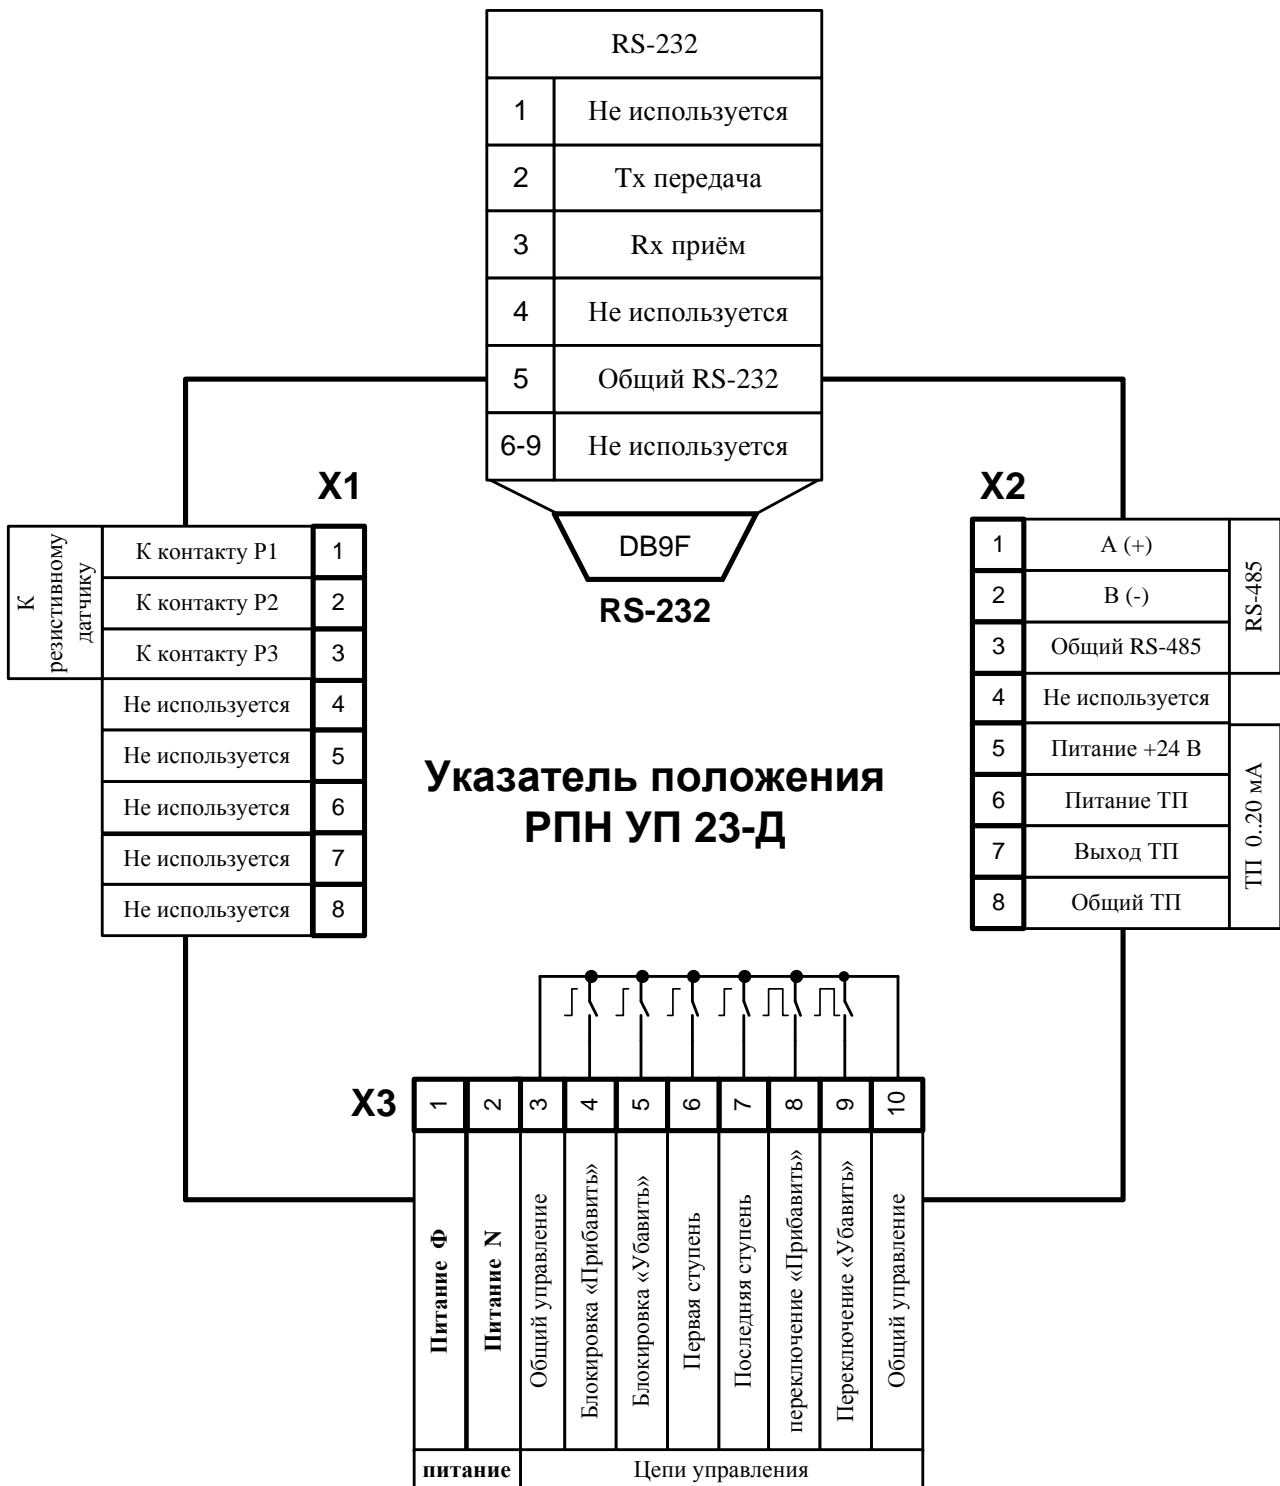 RS-232
1 Не используется
2 Tx передача
3 Rx приём
4 Не используется
5 Общий RS-232
6-9 Не используется
DB9F
RS-232
X1
К резистивному датчику
К контакту Р1 1
К контакту Р2 2
К контакту Р3 3
Не используется 4
Не используется 5
Не используется 6
Не используется 7
Не используется 8
X2
1 A (+)
2 B (-)
3 Общий RS-485
4 Не используется
5 Питание +24 В
6 Питание ТП
7 Выход ТП
8 Общий ТП
RS-485
ТП 0..20 мА
Указатель положения
РПН УП 23-Д
X3
1 Питание Ф
2 Питание N
3 Общий управление
4 Блокировка «Прибавить»
5 Блокировка «Убавить»
6 Первая ступень
7 Последняя ступень
8 переключение «Прибавить»
9 Переключение «Убавить»
10 Общий управление
питание
Цепи управления